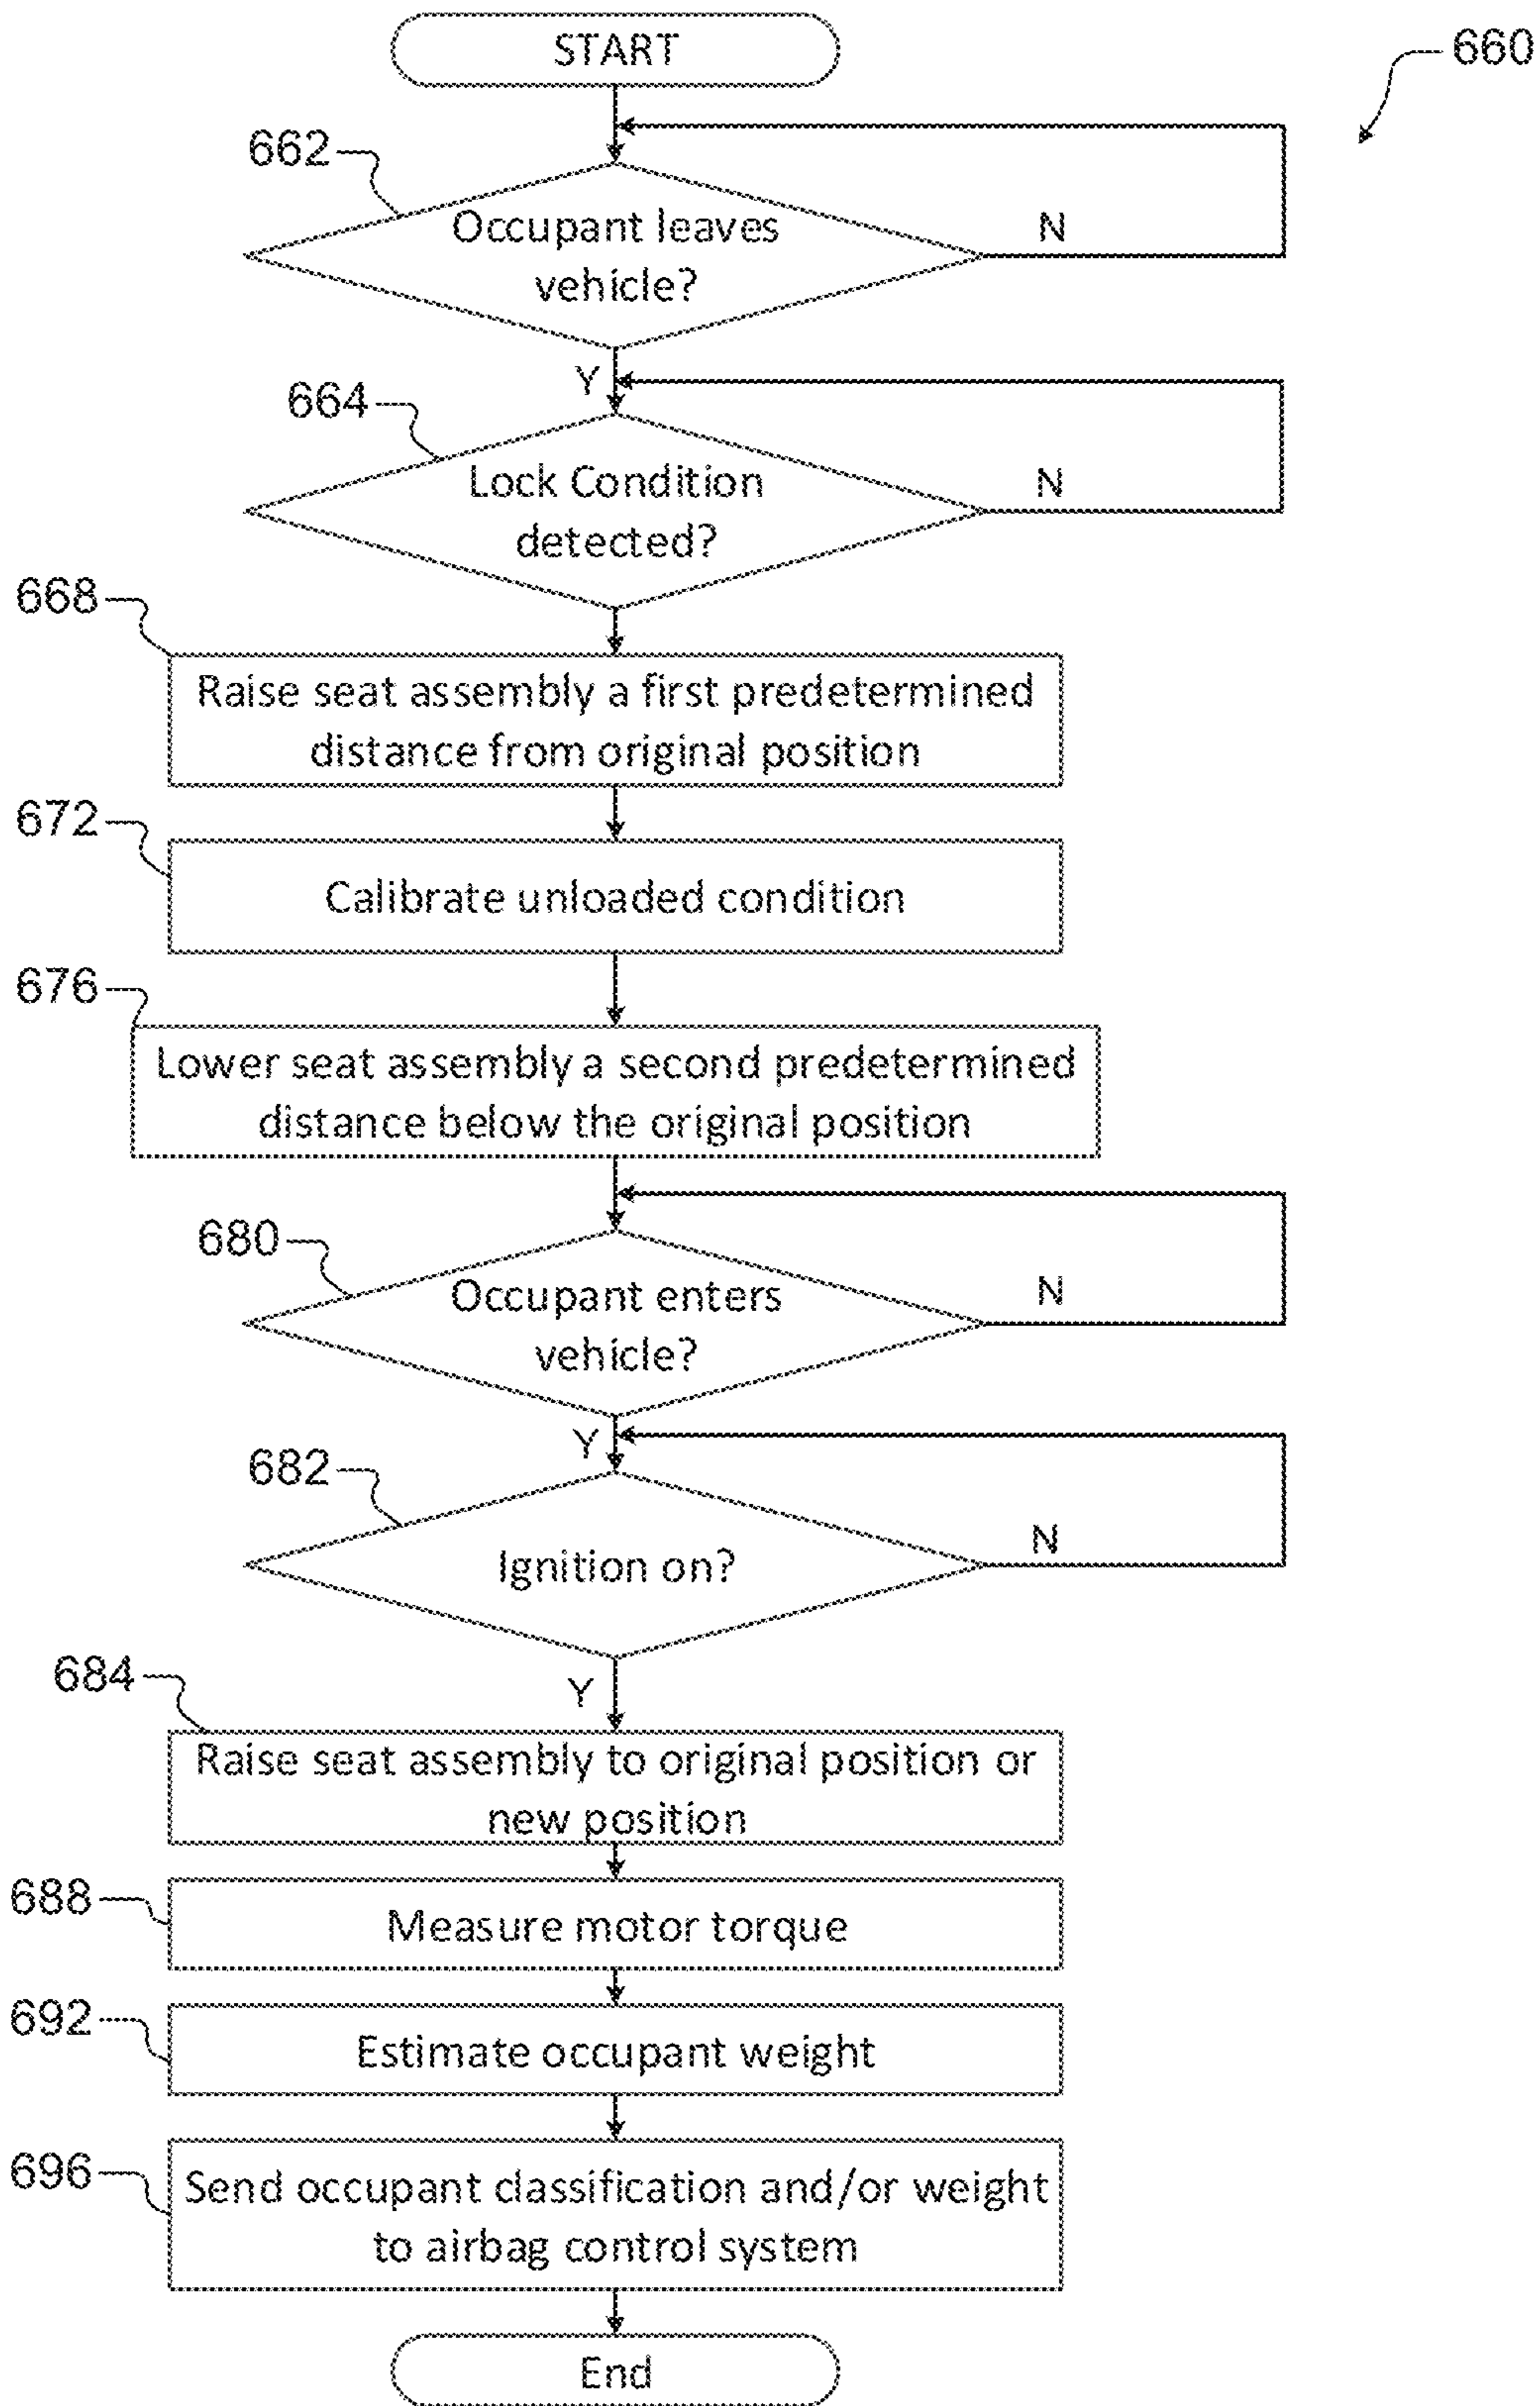 START
660
662
Occupant leaves
vehicle?
N
Y
664
Lock Condition
detected?
N
668
Raise seat assembly a first predetermined
distance from original position
672
Calibrate unloaded condition
676
Lower seat assembly a second predetermined
distance below the original position
680
Occupant enters
vehicle?
N
Y
682
Ignition on?
N
684
Y
Raise seat assembly to original position or
new position
688
Measure motor torque
692
Estimate occupant weight
696
Send occupant classification and/or weight
to airbag control system
End